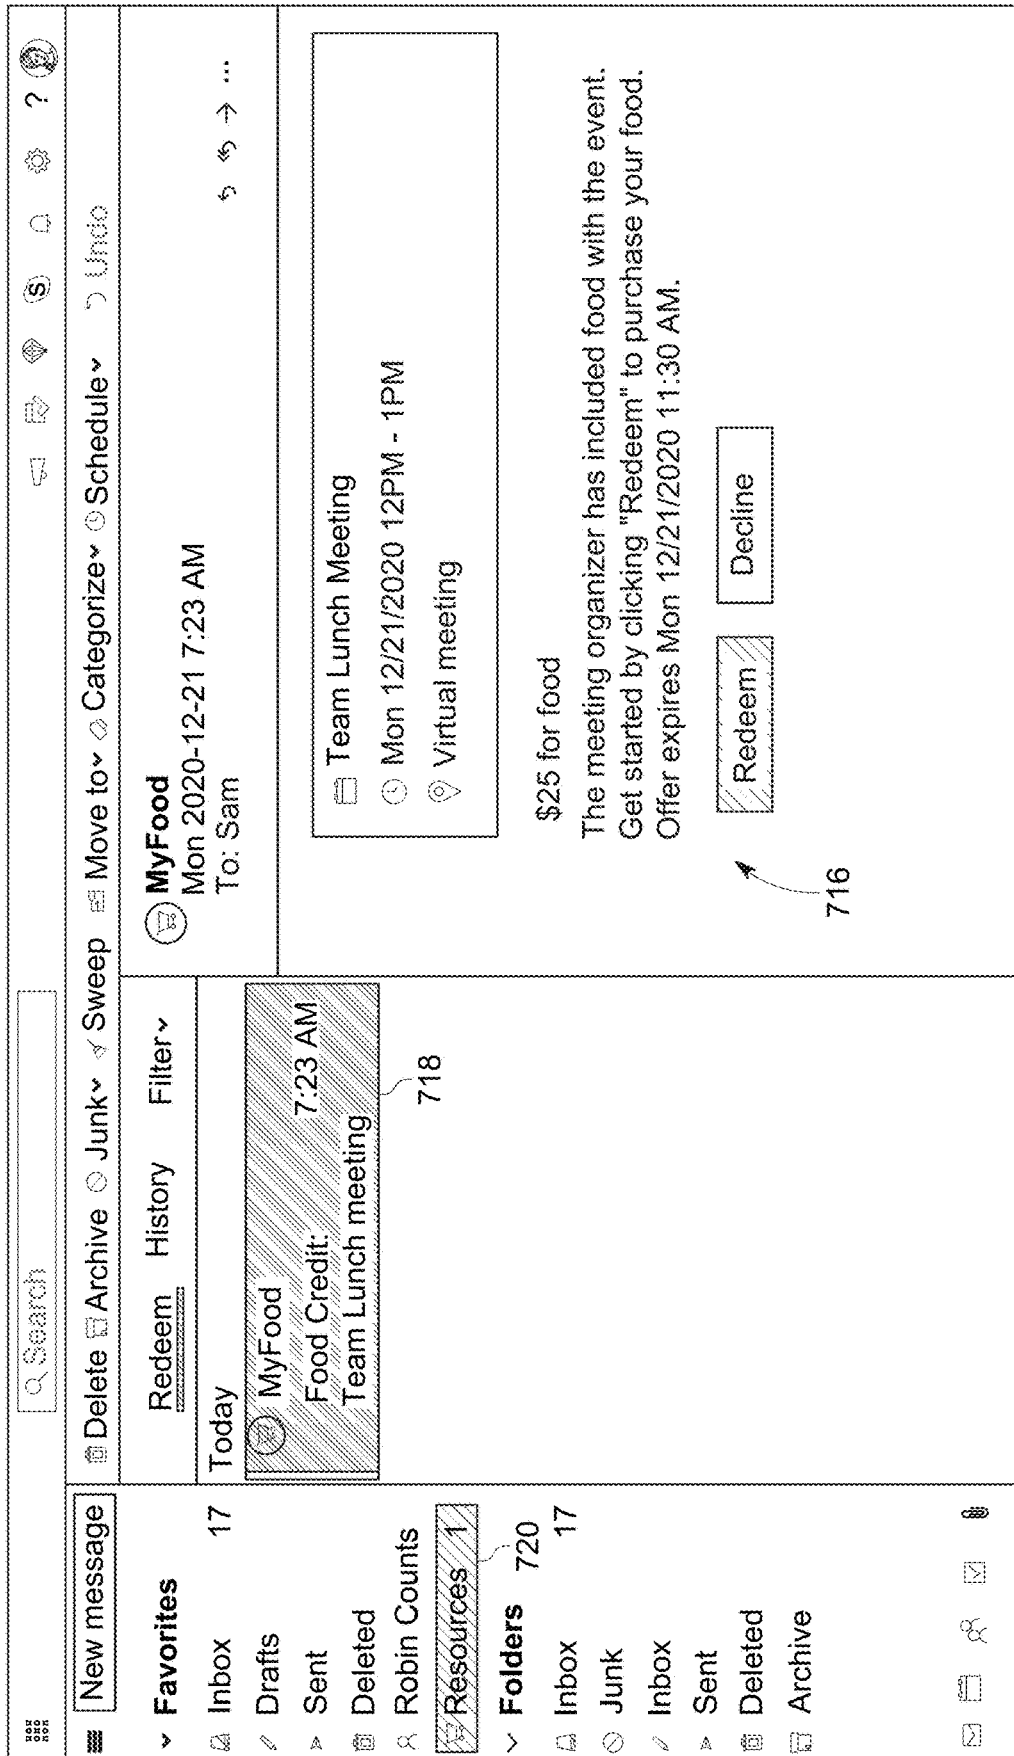 Search
S
?
New message
Delete Archive Junk Sweep Move to Categorize Schedule Undo
Favorites
Inbox 17
Drafts
Sent
Deleted
Robin Counts
Resources 1
720
Folders
Inbox 17
Junk
Inbox
Sent
Deleted
Archive
Redeem History Filter
Today
MyFood
Food Credit: 7:23 AM
Team Lunch meeting
718
MyFood
Mon 2020-12-21 7:23 AM
To: Sam
...
Team Lunch Meeting
Mon 12/21/2020 12PM - 1PM
Virtual meeting
$25 for food
The meeting organizer has included food with the event.
Get started by clicking "Redeem" to purchase your food.
Offer expires Mon 12/21/2020 11:30 AM.
Redeem Decline
716